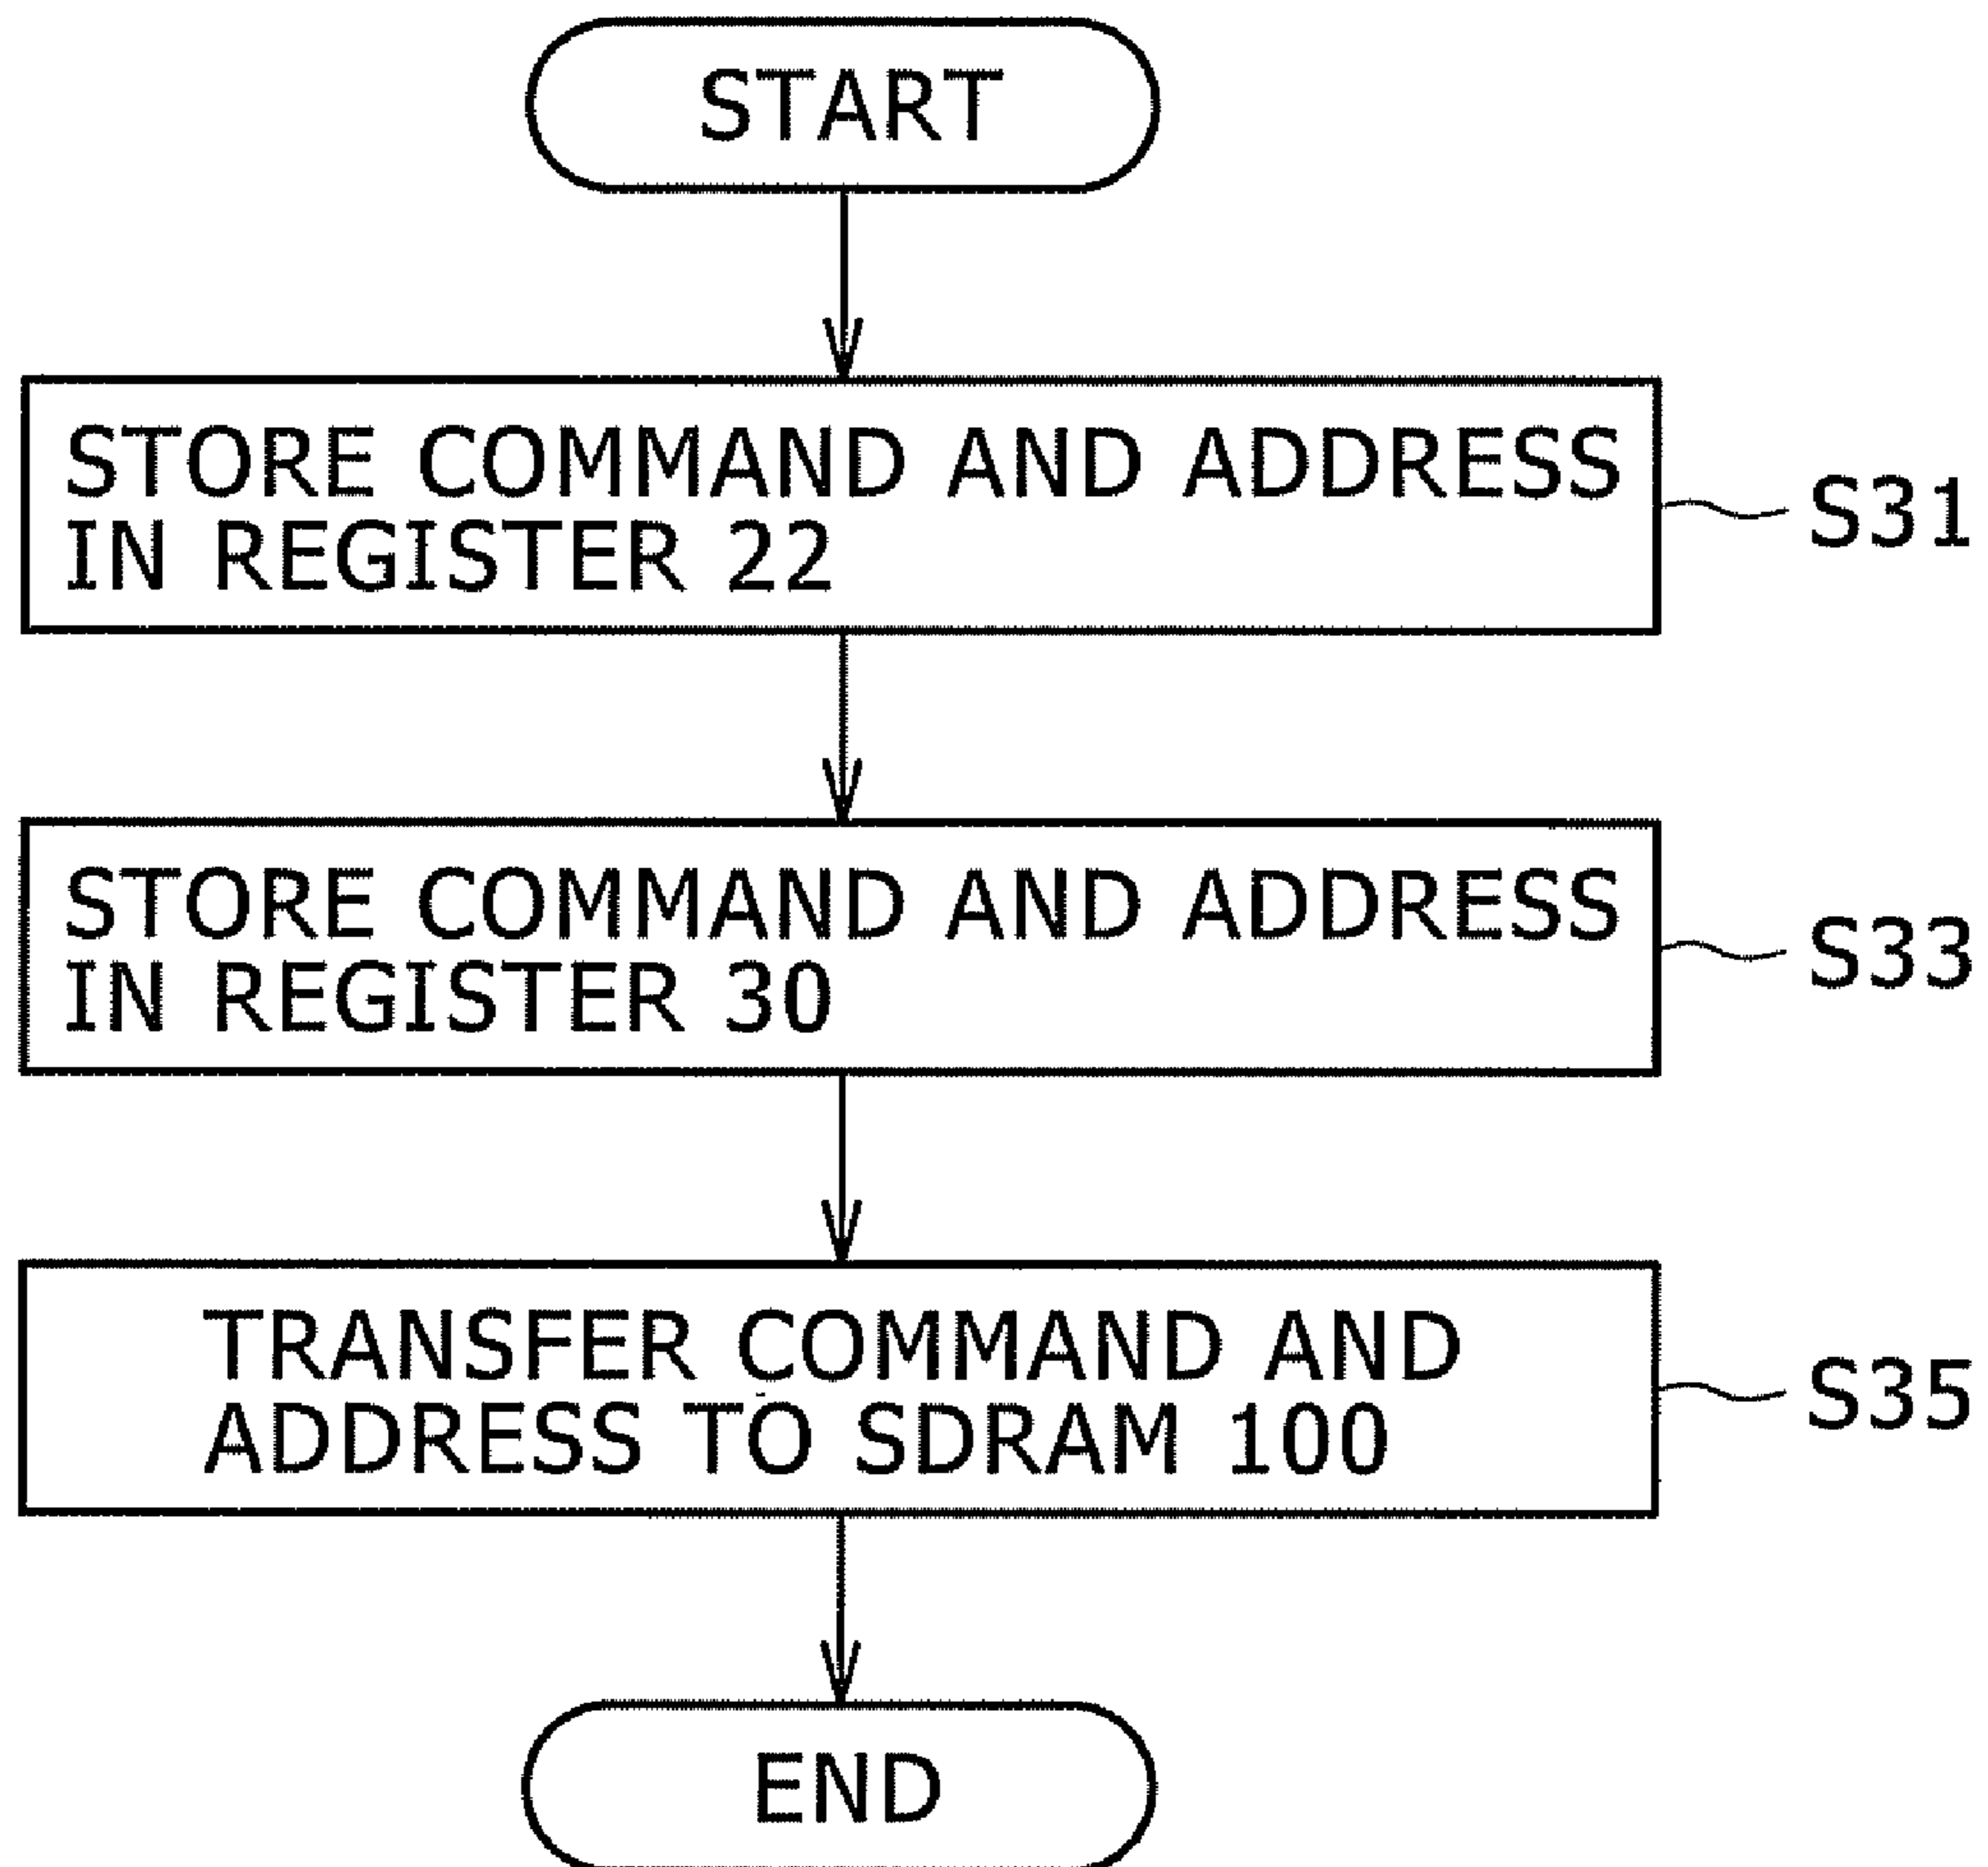 START
STORE COMMAND AND ADDRESS
IN REGISTER 22
S31
STORE COMMAND AND ADDRESS
IN REGISTER 30
S33
TRANSFER COMMAND AND
ADDRESS TO SDRAM 100
S35
END